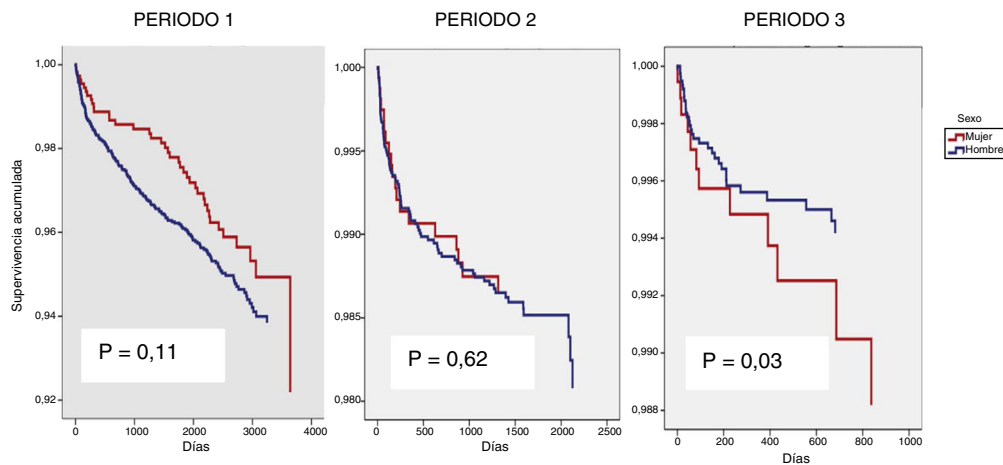 PERIODO 1
PERIODO 2
PERIODO 3
Supervivencia acumulada
1,00
0,98
0,96
0,94
0,92
P = 0,11
0
1000
2000
3000
4000
Días
1,000
0,995
0,990
0,985
0,980
P = 0,62
0
500
1000
1500
2000
2500
Días
1,000
0,998
0,996
0,994
0,992
0,990
0,988
P = 0,03
0
200
400
600
800
1000
Días
Sexo
Mujer
Hombre